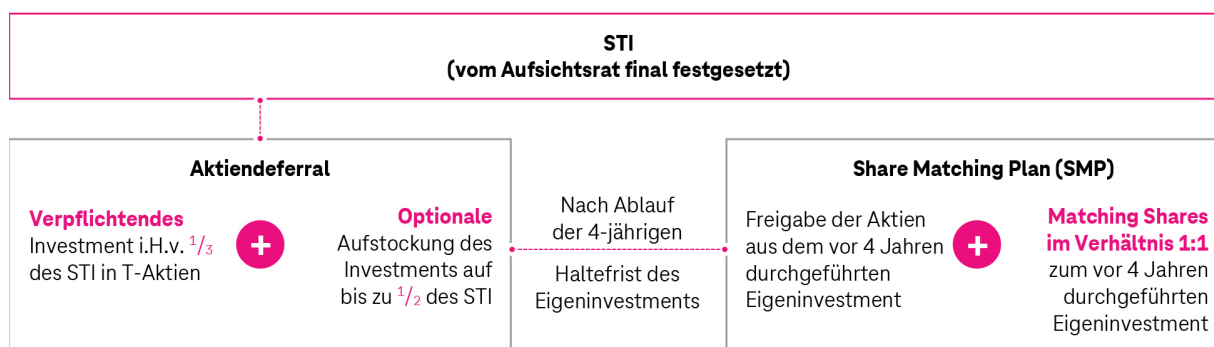 STI
(vom Aufsichtsrat final festgesetzt)
Aktiendeferral
Verpflichtendes
Investment i.H.v. 1/3
des STI in T-Aktien
+
Optionale
Aufstockung des
Investments auf
bis zu 1/2 des STI
Nach Ablauf
der 4-jährigen
Haltefrist des
Eigeninvestments
Share Matching Plan (SMP)
Freigabe der Aktien
aus dem vor 4 Jahren
durchgeführten
Eigeninvestment
+
Matching Shares
im Verhältnis 1:1
zum vor 4 Jahren
durchgeführten
Eigeninvestment